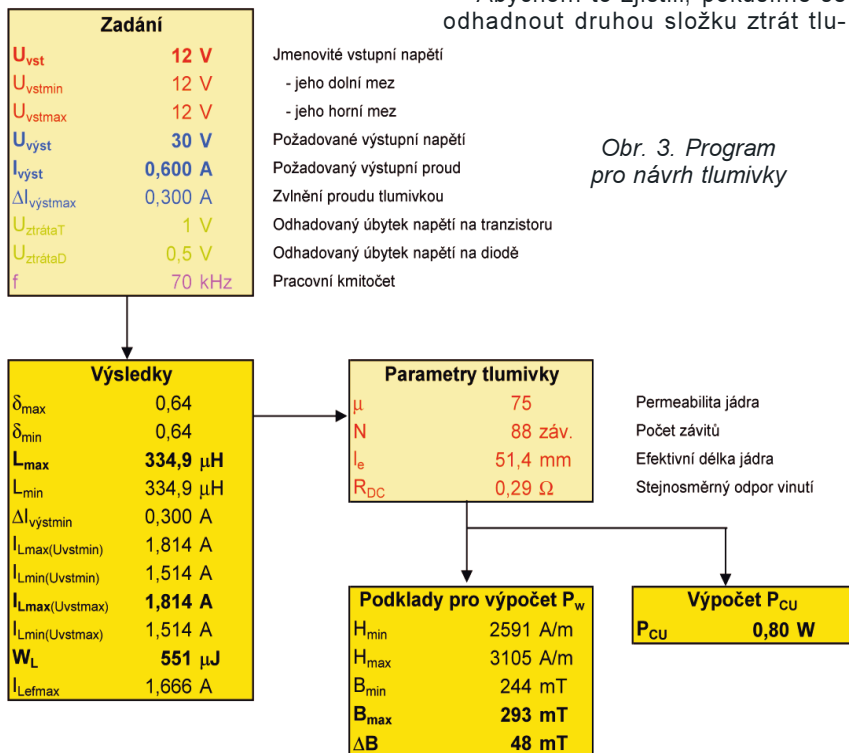 Abychom to zjistili, pokusíme se
odhadnout druhou složku ztrát tlu-
Zadání
Uvst 12 V Jmenovité vstupní napětí
Uvstmin 12 V - jeho dolní mez
Uvstmax 12 V - jeho horní mez
Uvýst 30 V Požadované výstupní napětí
Ivýst 0,600 A Požadovaný výstupní proud
ΔIvýstmax 0,300 A Zvlnění proudu tlumivkou
UztrátaT 1 V Odhadovaný úbytek napětí na tranzistoru
UztrátaD 0,5 V Odhadovaný úbytek napětí na diodě
f 70 kHz Pracovní kmitočet
Obr. 3. Program
pro návrh tlumivky
Výsledky
δmax 0,64
δmin 0,64
Lmax 334,9 μH
Lmin 334,9 μH
ΔIvýstmin 0,300 A
ILmax(Uvstmin) 1,814 A
ILmin(Uvstmin) 1,514 A
ILmax(Uvstmax) 1,814 A
ILmin(Uvstmax) 1,514 A
WL 551 μJ
ILefmax 1,666 A
Parametry tlumivky
μ 75 Permeabilita jádra
N 88 záv. Počet závitů
le 51,4 mm Efektivní délka jádra
RDC 0,29 Ω Stejnosměrný odpor vinutí
Podklady pro výpočet Pw
Hmin 2591 A/m
Hmax 3105 A/m
Bmin 244 mT
Bmax 293 mT
ΔB 48 mT
Výpočet PCU
PCU 0,80 W